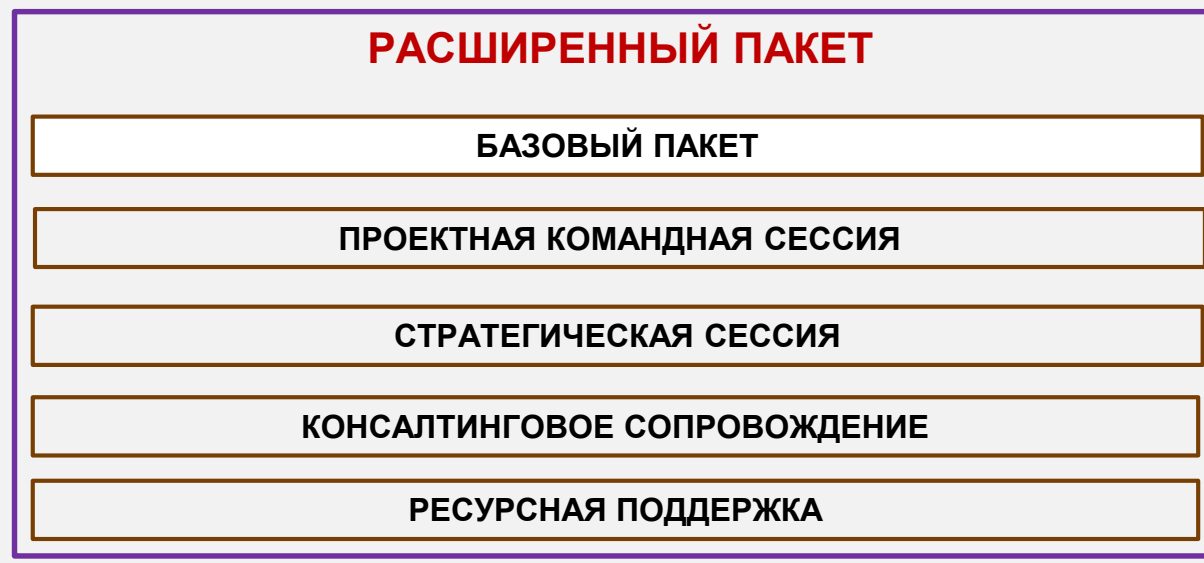 РАСШИРЕННЫЙ ПАКЕТ
БАЗОВЫЙ ПАКЕТ
ПРОЕКТНАЯ КОМАНДНАЯ СЕССИЯ
СТРАТЕГИЧЕСКАЯ СЕССИЯ
КОНСАЛТИНГОВОЕ СОПРОВОЖДЕНИЕ
РЕСУРСНАЯ ПОДДЕРЖКА